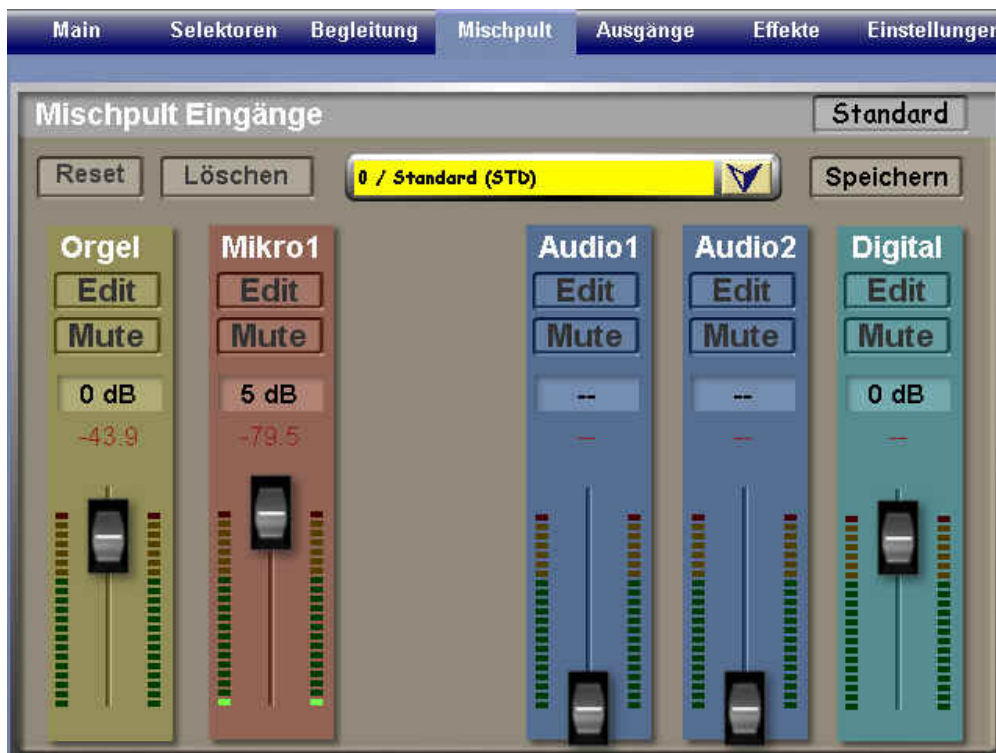 Main Selektoren Begleitung Mischpult Ausgänge Effekte Einstellungen
Mischpult Eingänge Standard
Reset Löschen 0 / Standard (STD) Speichern
Orgel Mikro1 Audio1 Audio2 Digital
Edit Edit Edit Edit Edit
Mute Mute Mute Mute Mute
0 dB 5 dB -- -- 0 dB
-43.9 -79.5 -- -- --